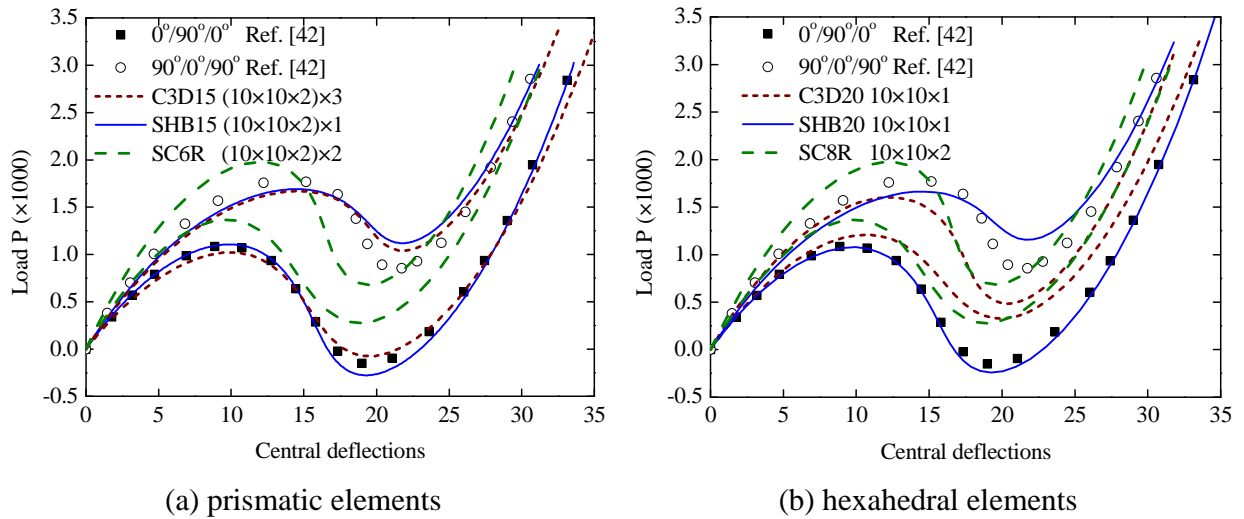 3.5
3.0
2.5
2.0
1.5
1.0
0.5
0.0
-0.5
Load P (×1000)
0°/90°/0° Ref. [42]
90°/0°/90° Ref. [42]
C3D15 (10×10×2)×3
SHB15 (10×10×2)×1
SC6R (10×10×2)×2
0 5 10 15 20 25 30 35
Central deflections
(a) prismatic elements
3.5
3.0
2.5
2.0
1.5
1.0
0.5
0.0
-0.5
Load P (×1000)
0°/90°/0° Ref. [42]
90°/0°/90° Ref. [42]
C3D20 10×10×1
SHB20 10×10×1
SC8R 10×10×2
0 5 10 15 20 25 30 35
Central deflections
(b) hexahedral elements